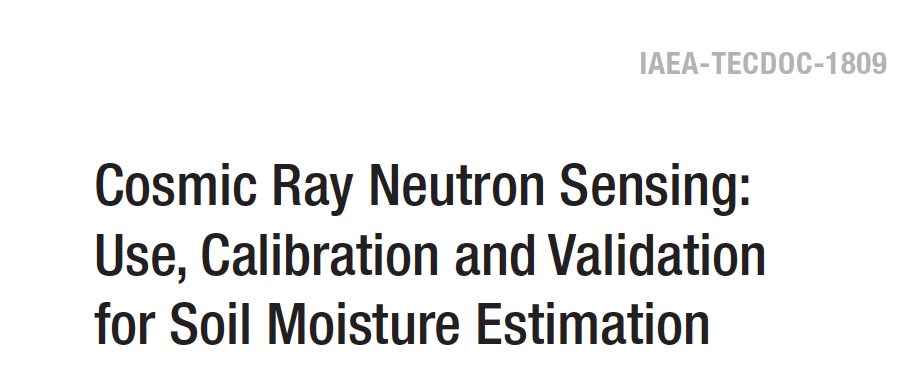 IAEA-TECDOC-1809
Cosmic Ray Neutron Sensing:
Use, Calibration and Validation
for Soil Moisture Estimation